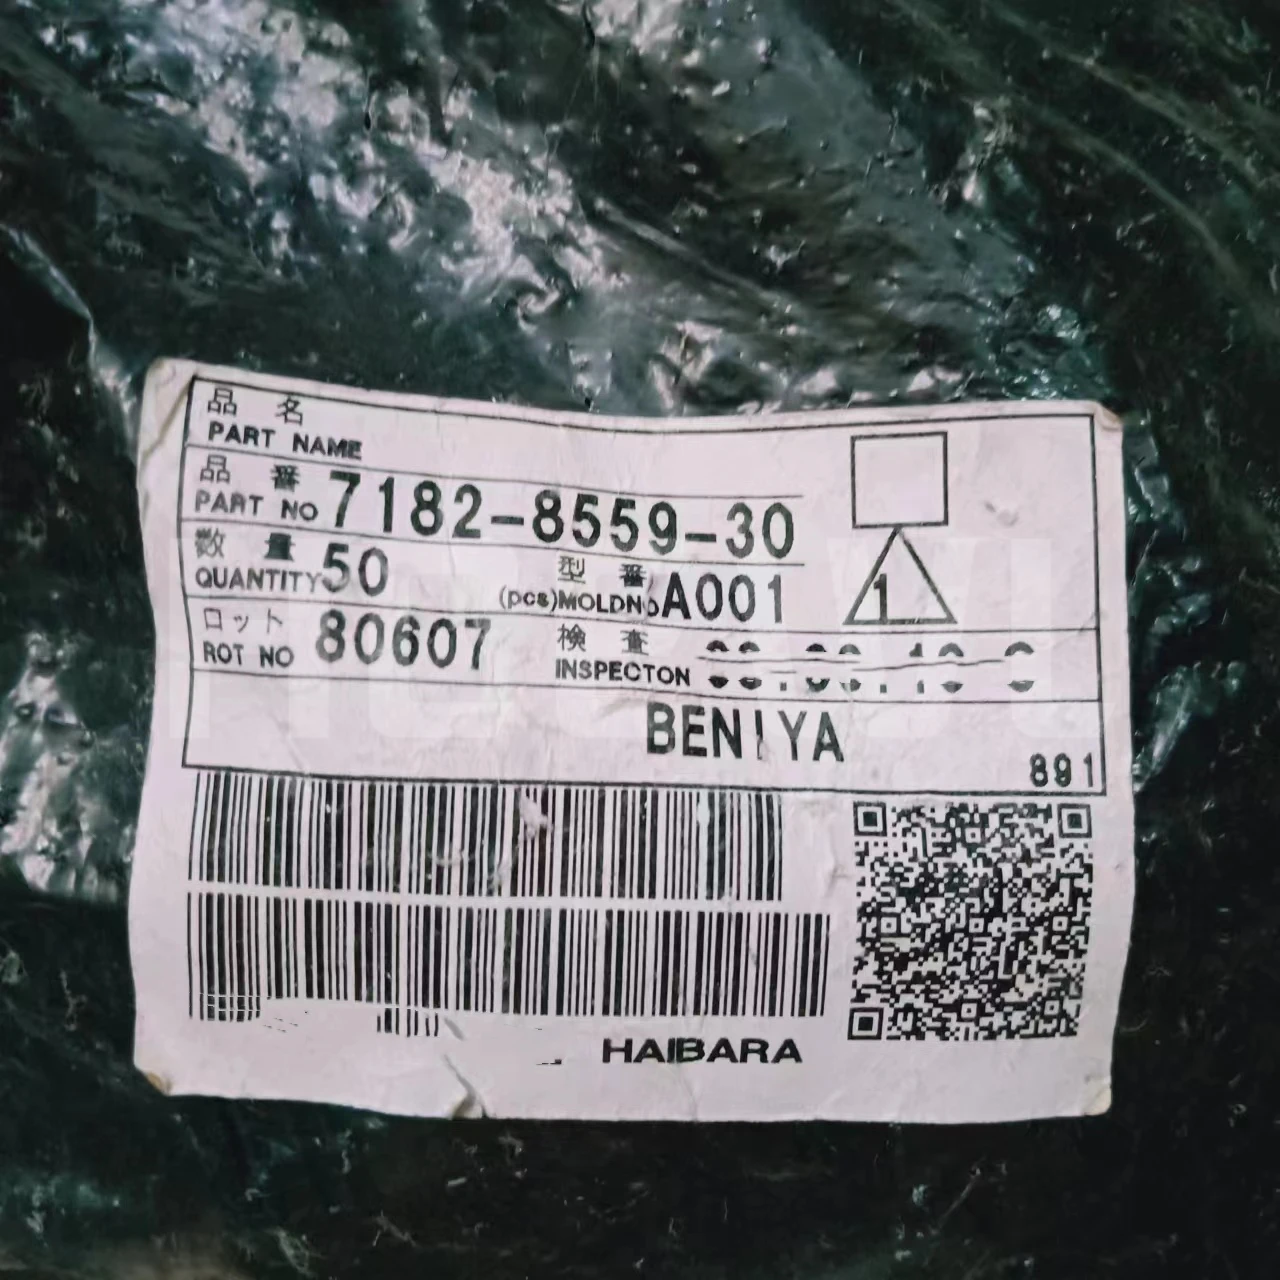 品 名
PART NAME
品 番
PART NO 7182-8559-30
数 量 型 番
QUANTITY 50 (pcs)MOLDNo A001
1
ロット 検 査
ROT NO 80607 INSPECTON
BENIYA
891
HAIBARA